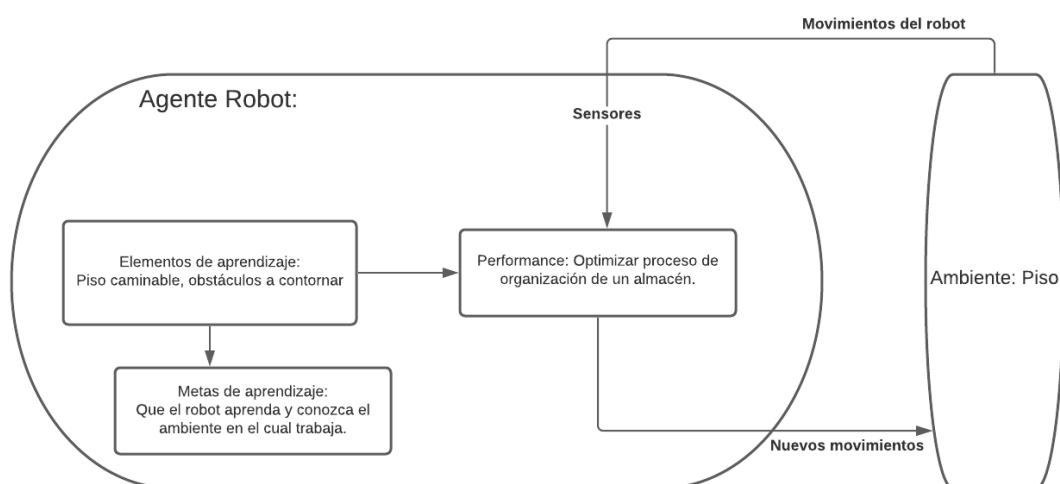 Movimientos del robot
Agente Robot:
Sensores
Elementos de aprendizaje:
Piso caminable, obstáculos a contornar
Performance: Optimizar proceso de
organización de un almacén.
Ambiente: Piso
Metas de aprendizaje:
Que el robot aprenda y conozca el
ambiente en el cual trabaja.
Nuevos movimientos